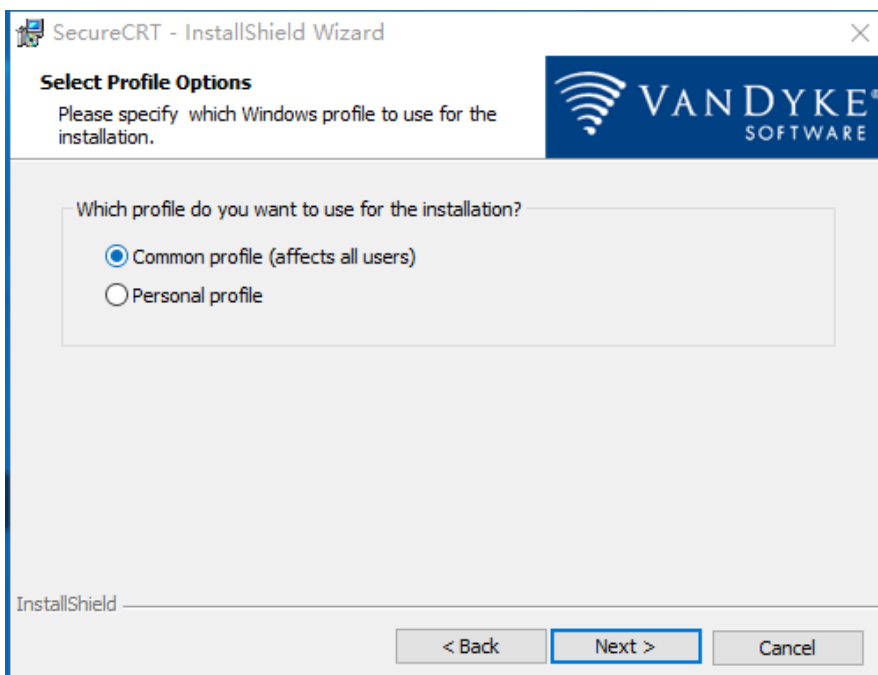 SecureCRT - InstallShield Wizard
Select Profile Options
Please specify which Windows profile to use for the
installation.
VANDYKE®
SOFTWARE
Which profile do you want to use for the installation?
Common profile (affects all users)
Personal profile
InstallShield
< Back
Next >
Cancel